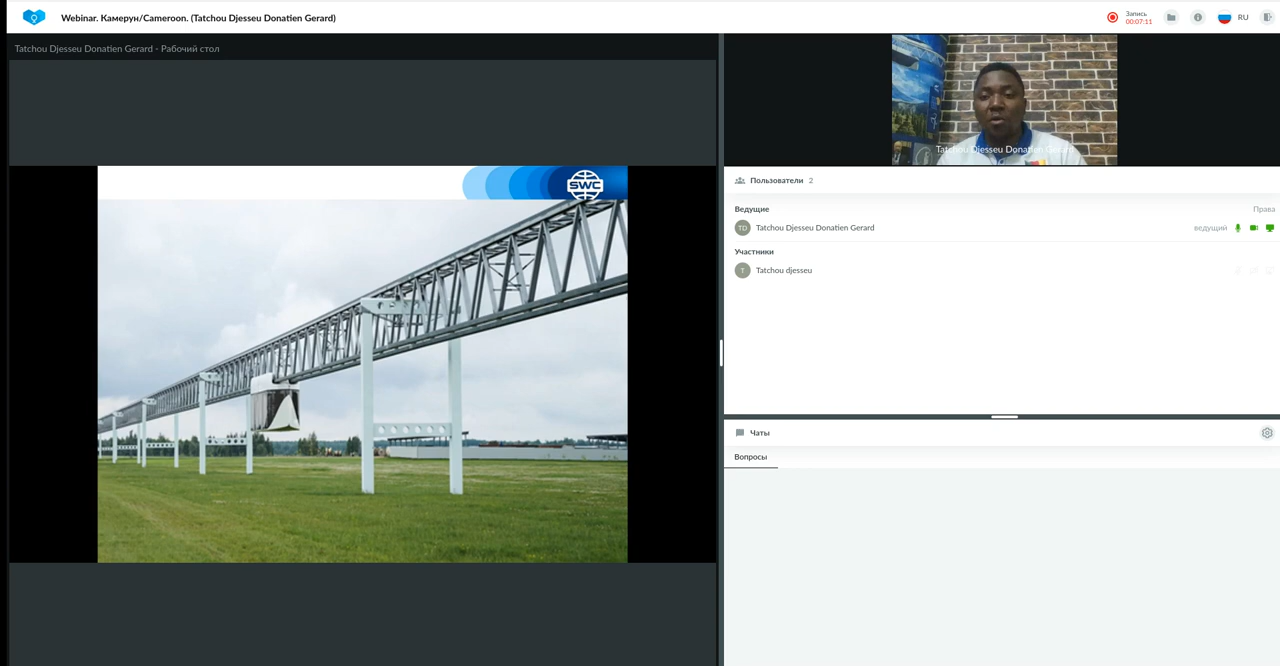 Webinar. Камерун/Cameroon. (Tatchou Djesseu Donatien Gerard)
Запись
00:07:11
RU
Tatchou Djesseu Donatien Gerard - Рабочий стол
SWC
Tatchou Djesseu Donatien Gerard
Пользователи 2
Ведущие Права
TD Tatchou Djesseu Donatien Gerard ведущий
Участники
T Tatchou djesseu
Чаты
Вопросы